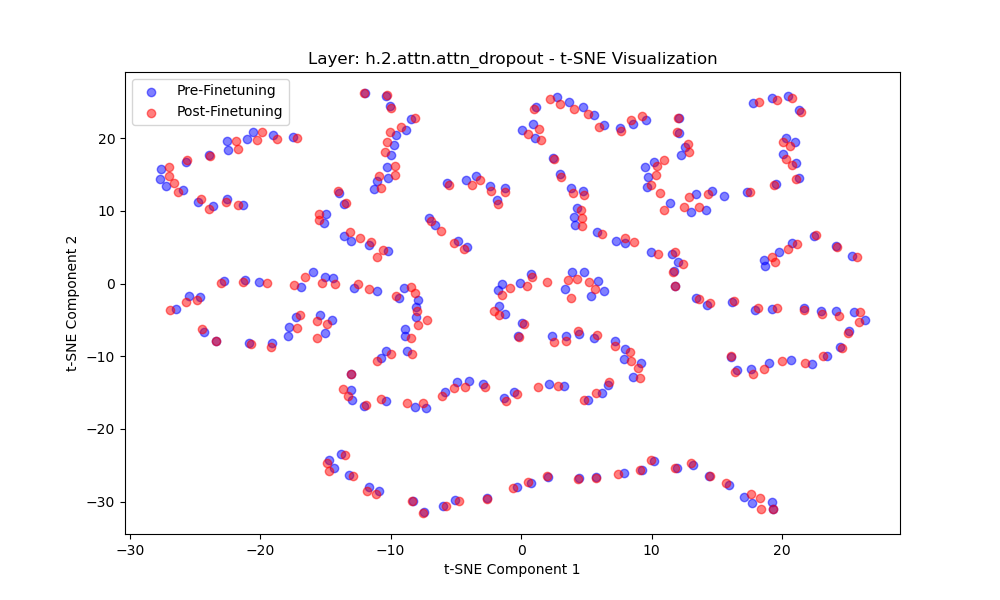 Layer: h.2.attn.attn_dropout - t-SNE Visualization
Pre-Finetuning
Post-Finetuning
t-SNE Component 2
20
10
0
−10
−20
−30
−30
−20
−10
0
10
20
t-SNE Component 1